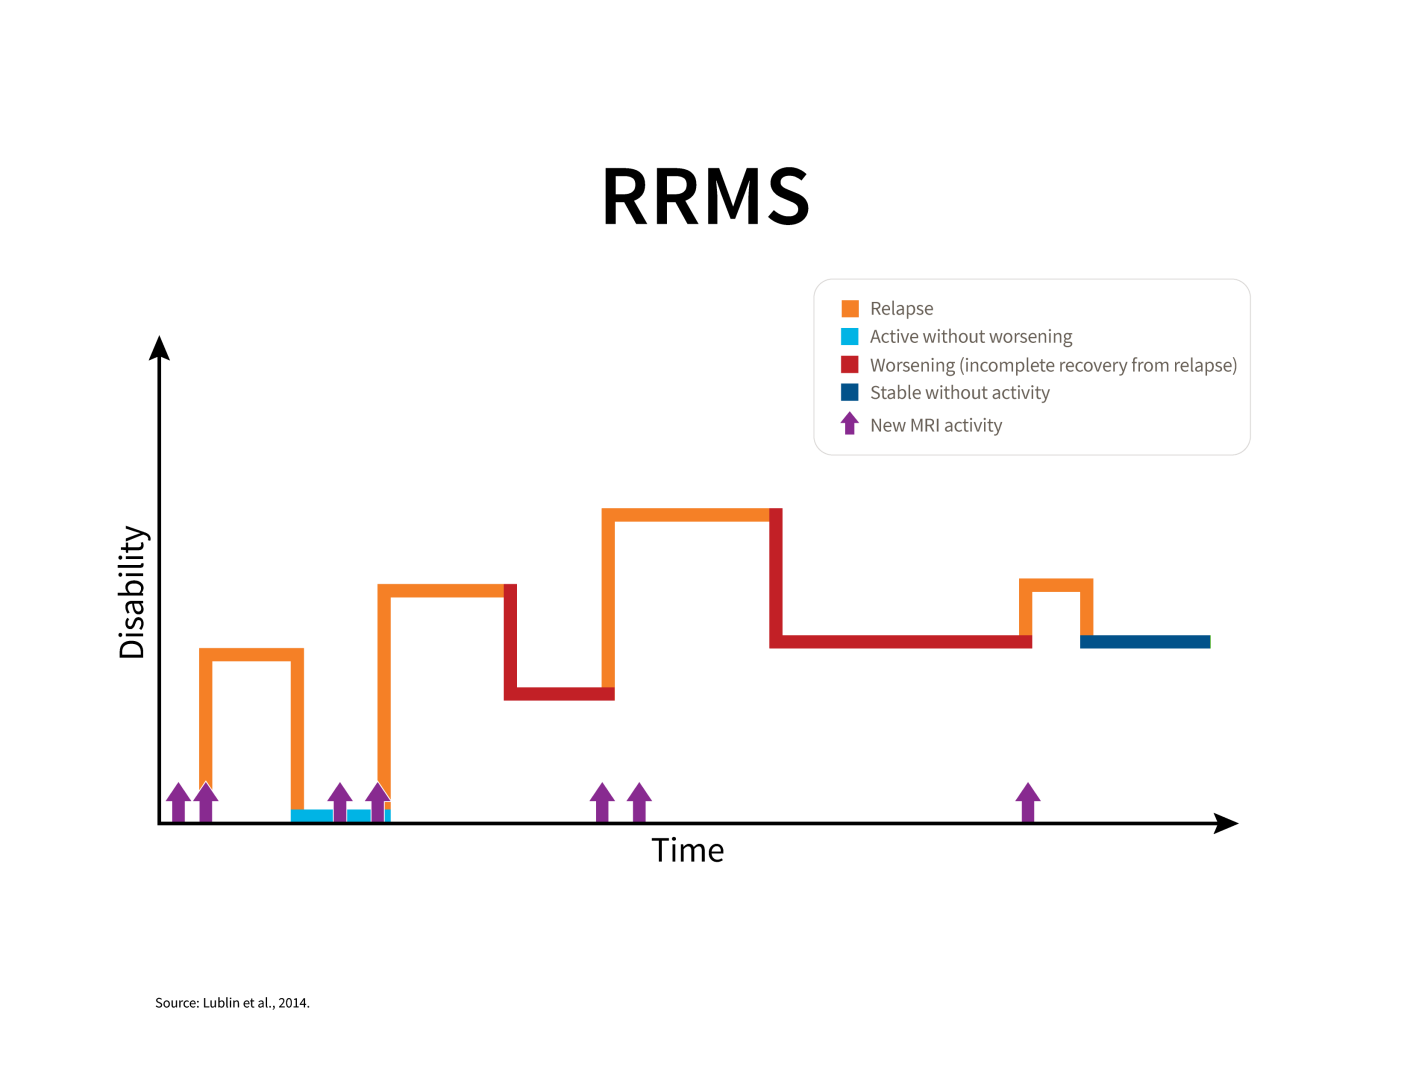 RRMS
Relapse
Active without worsening
Worsening (incomplete recovery from relapse)
Stable without activity
New MRI activity
Disability
Time
Source: Lublin et al., 2014.